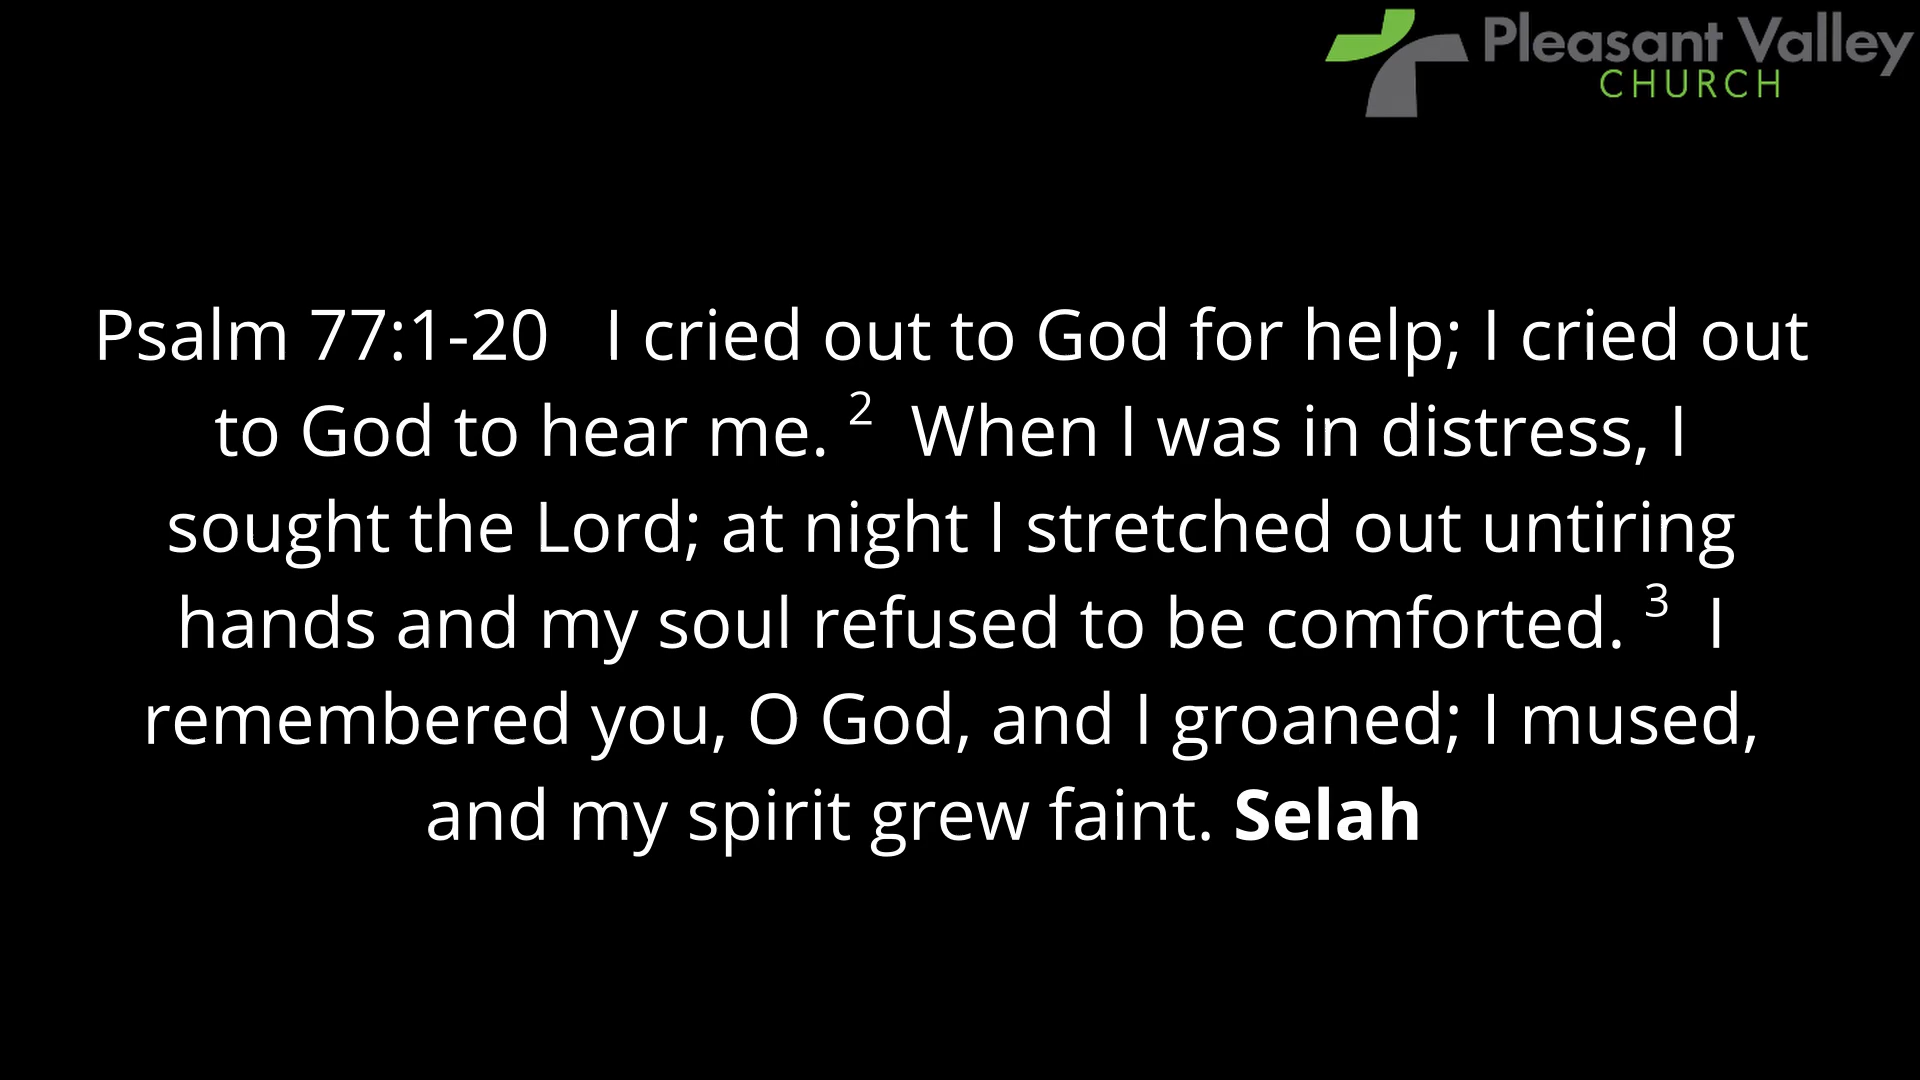 Pleasant Valley
CHURCH
Psalm 77:1-20   I cried out to God for help; I cried out
to God to hear me. 2  When I was in distress, I
sought the Lord; at night I stretched out untiring
hands and my soul refused to be comforted. 3  I
remembered you, O God, and I groaned; I mused,
and my spirit grew faint. Selah